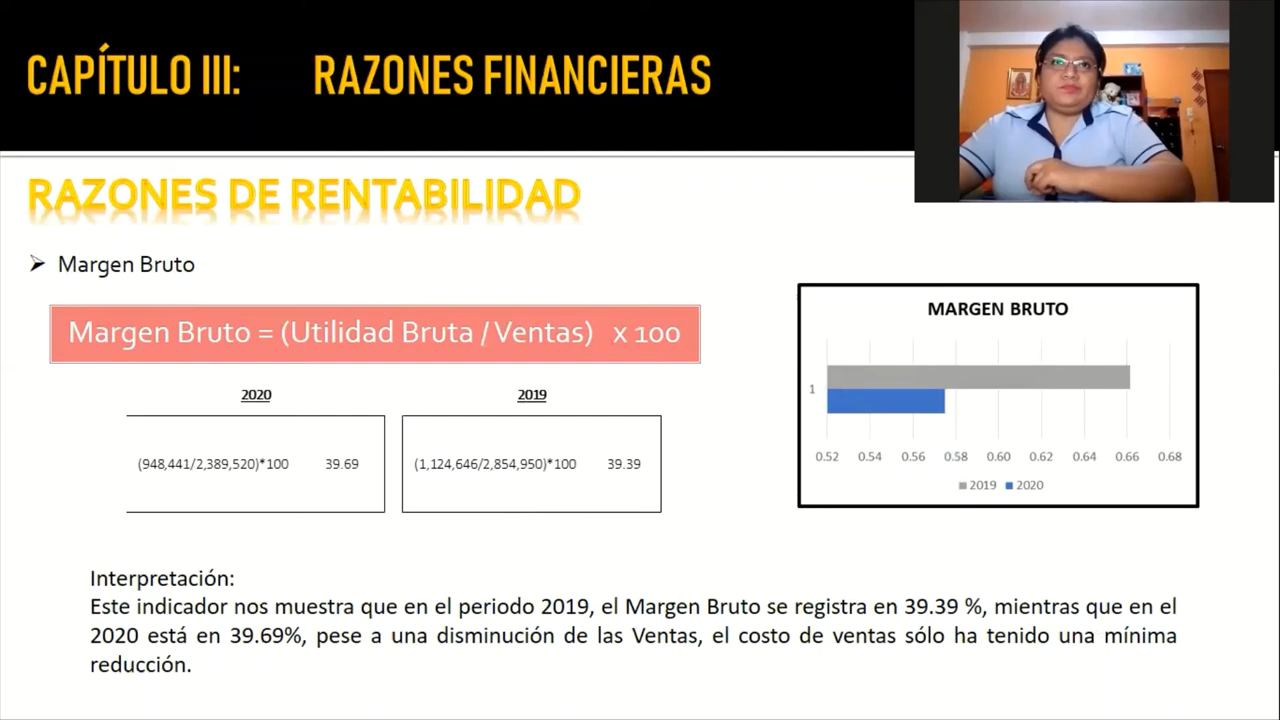 CAPÍTULO III: RAZONES FINANCIERAS
RAZONES DE RENTABILIDAD
➢ Margen Bruto
Margen Bruto = (Utilidad Bruta / Ventas) x 100
2020 2019
(948,441/2,389,520)*100 39.69 (1,124,646/2,854,950)*100 39.39
MARGEN BRUTO
1
0.52 0.54 0.56 0.58 0.60 0.62 0.64 0.66 0.68
2019 2020
Interpretación:
Este indicador nos muestra que en el periodo 2019, el Margen Bruto se registra en 39.39 %, mientras que en el
2020 está en 39.69%, pese a una disminución de las Ventas, el costo de ventas sólo ha tenido una mínima
reducción.